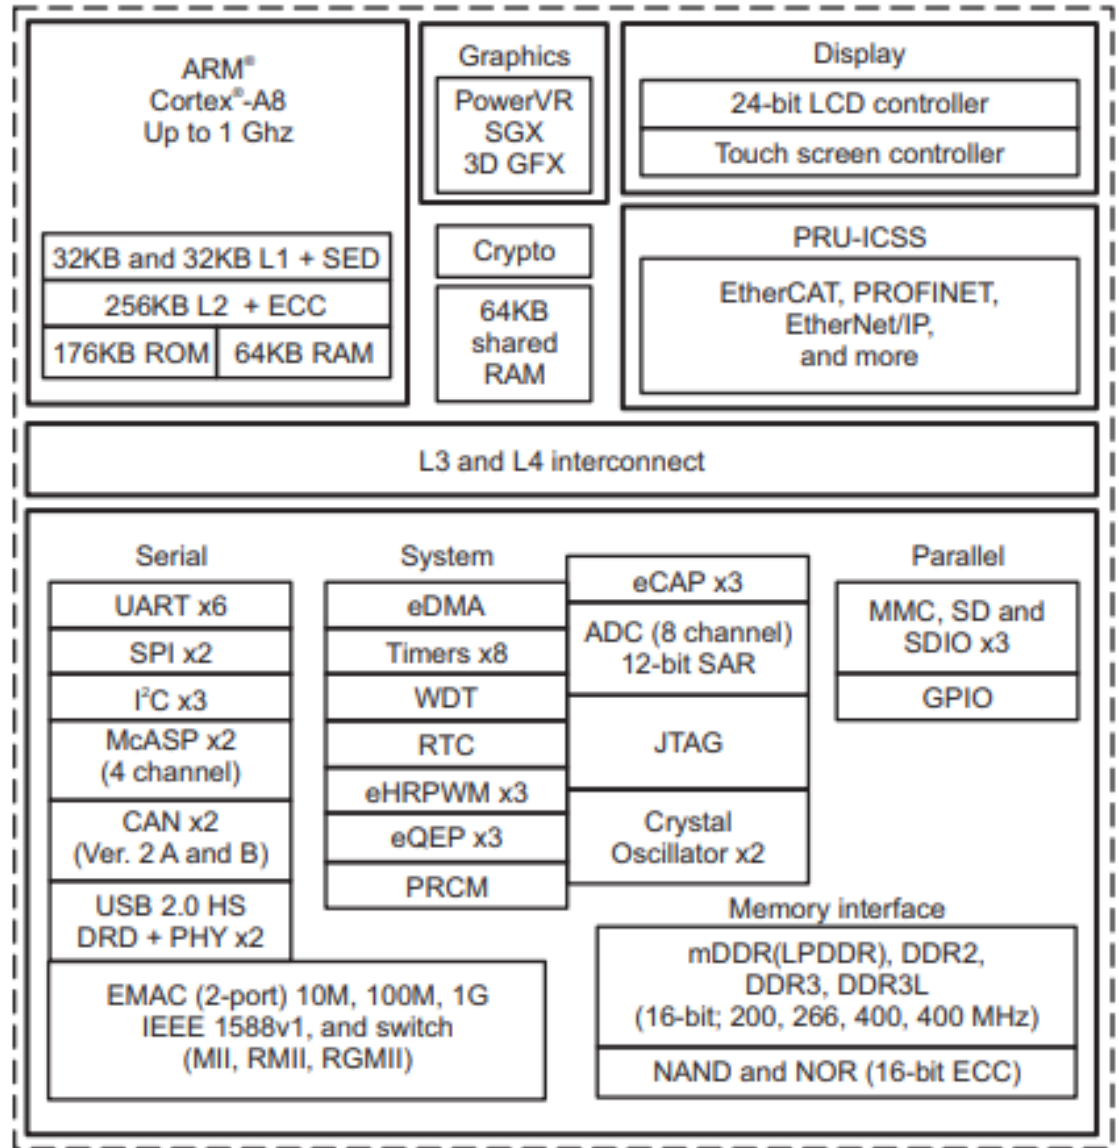 ARM®
Cortex®-A8
Up to 1 Ghz
32KB and 32KB L1 + SED
256KB L2 + ECC
176KB ROM
64KB RAM
Graphics
PowerVR
SGX
3D GFX
Crypto
64KB
shared
RAM
Display
24-bit LCD controller
Touch screen controller
PRU-ICSS
EtherCAT, PROFINET,
EtherNet/IP,
and more
L3 and L4 interconnect
Serial
UART x6
SPI x2
I²C x3
McASP x2
(4 channel)
CAN x2
(Ver. 2 A and B)
USB 2.0 HS
DRD + PHY x2
EMAC (2-port) 10M, 100M, 1G
IEEE 1588v1, and switch
(MII, RMII, RGMII)
System
eDMA
Timers x8
WDT
RTC
eHRPWM x3
eQEP x3
PRCM
eCAP x3
ADC (8 channel)
12-bit SAR
JTAG
Crystal
Oscillator x2
Parallel
MMC, SD and
SDIO x3
GPIO
Memory interface
mDDR(LPDDR), DDR2,
DDR3, DDR3L
(16-bit; 200, 266, 400, 400 MHz)
NAND and NOR (16-bit ECC)